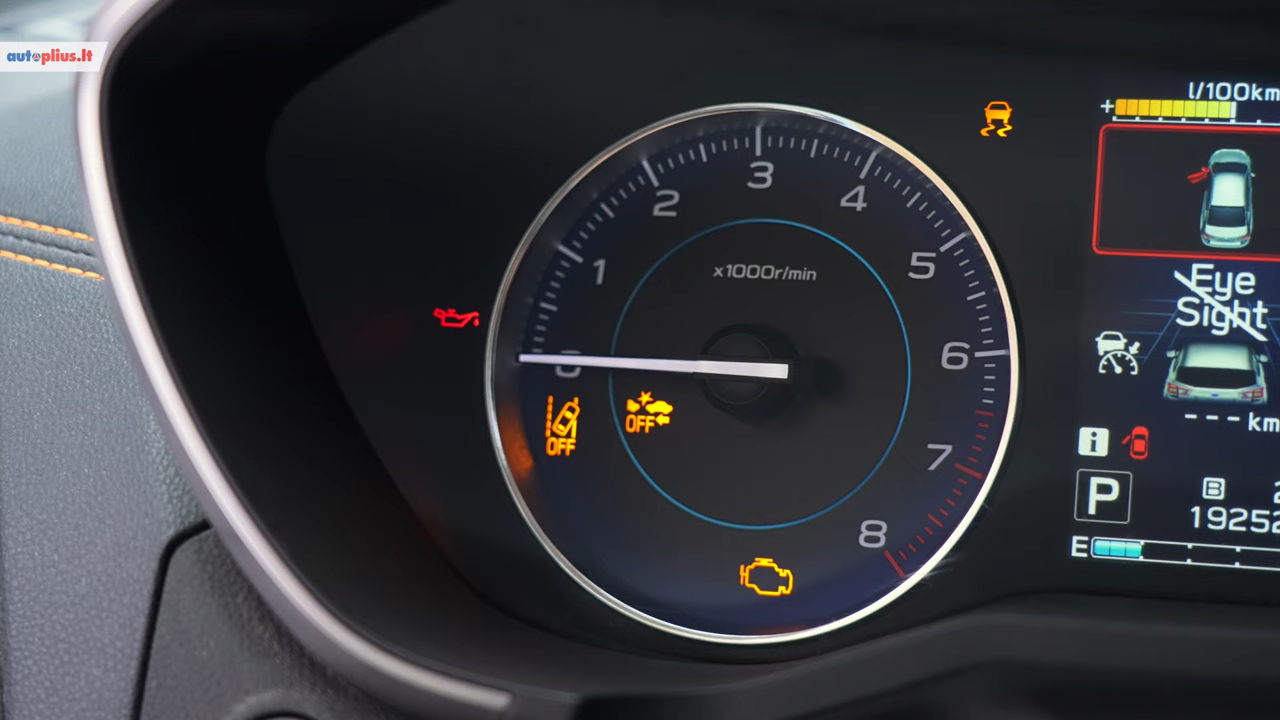 autoplius.lt
l/100km
+
3
2
4
1
5
x1000r/min
Eye
Sight
0
6
OFF
OFF
--- km
7
i
P
B
8
19252
E